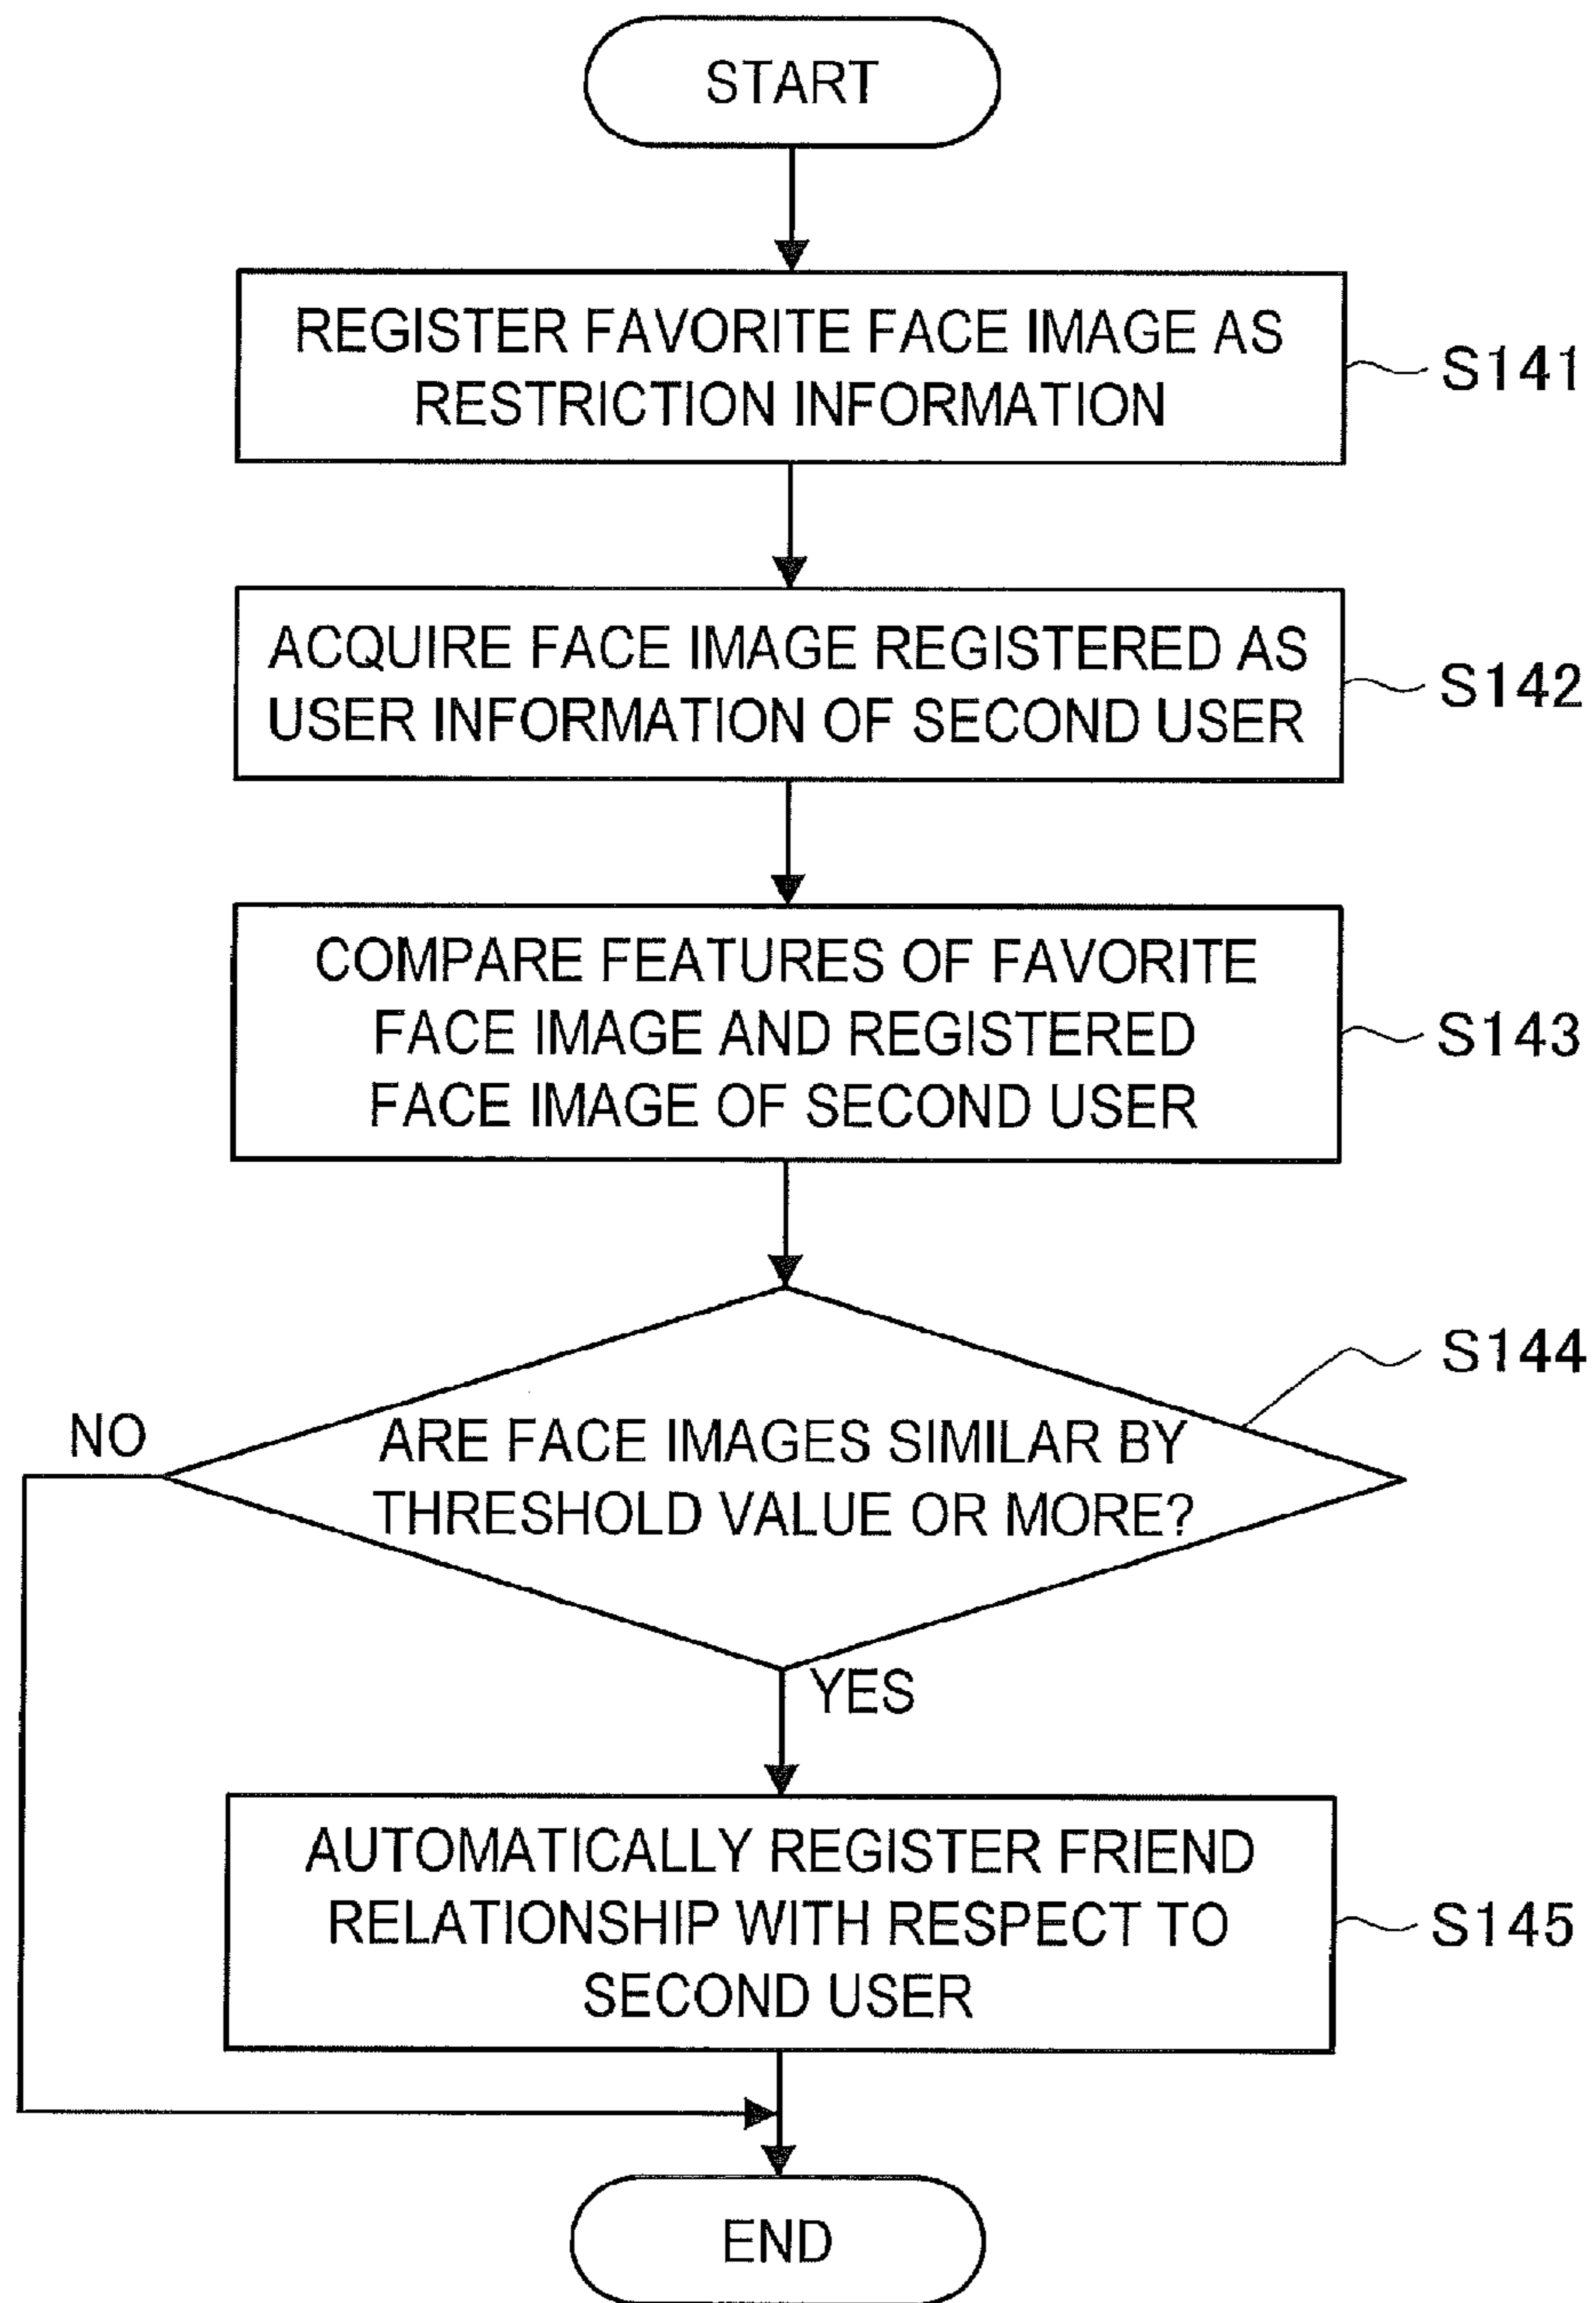 START
REGISTER FAVORITE FACE IMAGE AS
RESTRICTION INFORMATION
S141
ACQUIRE FACE IMAGE REGISTERED AS
USER INFORMATION OF SECOND USER
S142
COMPARE FEATURES OF FAVORITE
FACE IMAGE AND REGISTERED
FACE IMAGE OF SECOND USER
S143
S144
NO
ARE FACE IMAGES SIMILAR BY
THRESHOLD VALUE OR MORE?
YES
AUTOMATICALLY REGISTER FRIEND
RELATIONSHIP WITH RESPECT TO
SECOND USER
S145
END